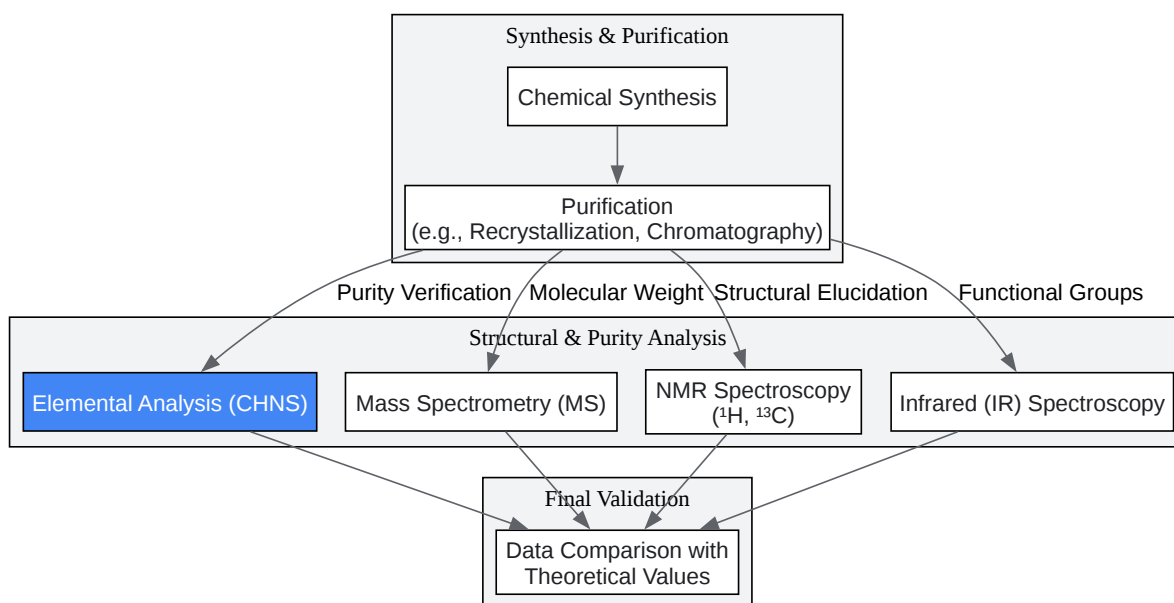 Synthesis & Purification
Chemical Synthesis
Purification
(e.g., Recrystallization, Chromatography)
Purity Verification
Molecular Weight
Structural Elucidation
Functional Groups
Structural & Purity Analysis
Elemental Analysis (CHNS)
Mass Spectrometry (MS)
NMR Spectroscopy
(¹H, ¹³C)
Infrared (IR) Spectroscopy
Final Validation
Data Comparison with
Theoretical Values